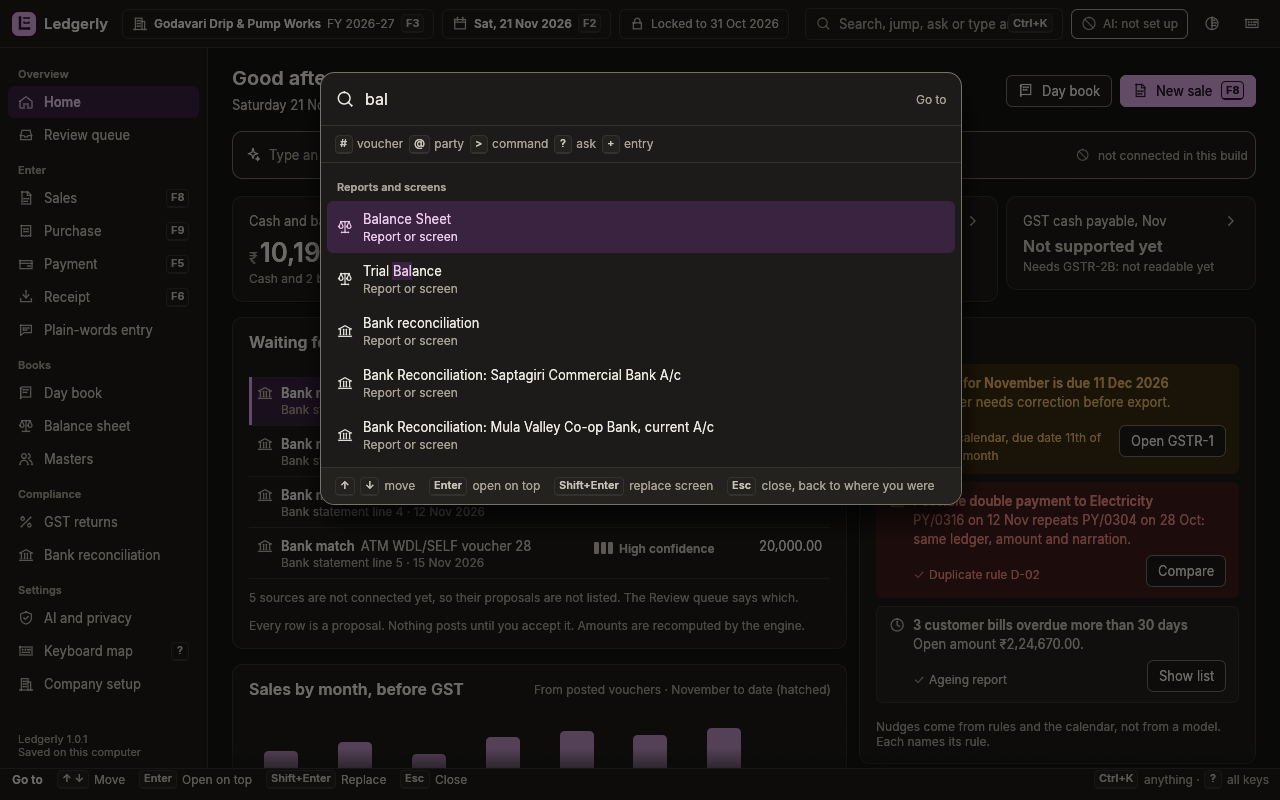 Ledgerly
Godavari Drip & Pump Works FY 2026-27 F3
Sat, 21 Nov 2026 F2
Locked to 31 Oct 2026
Search, jump, ask or type a Ctrl+K
AI: not set up
Overview
Home
Review queue
Enter
Sales F8
Purchase F9
Payment F5
Receipt F6
Plain-words entry
Books
Day book
Balance sheet
Masters
Compliance
GST returns
Bank reconciliation
Settings
AI and privacy
Keyboard map ?
Company setup
Ledgerly 1.0.1
Saved on this computer
Good afte
Saturday 21 No
Day book
New sale F8
Type an
not connected in this build
Cash and b
₹10,19
Cash and 2 b
GST cash payable, Nov
Not supported yet
Needs GSTR-2B: not readable yet
bal
Go to
# voucher @ party > command ? ask + entry
Reports and screens
Balance Sheet
Report or screen
Trial Balance
Report or screen
Bank reconciliation
Report or screen
Bank Reconciliation: Saptagiri Commercial Bank A/c
Report or screen
Bank Reconciliation: Mula Valley Co-op Bank, current A/c
Report or screen
↑ ↓ move Enter open on top Shift+Enter replace screen Esc close, back to where you were
Waiting fo
Bank m
Bank st
Bank m
Bank st
Bank m
Bank statement line 4 · 12 Nov 2026
Bank match ATM WDL/SELF voucher 28 High confidence 20,000.00
Bank statement line 5 · 15 Nov 2026
5 sources are not connected yet, so their proposals are not listed. The Review queue says which.
Every row is a proposal. Nothing posts until you accept it. Amounts are recomputed by the engine.
Sales by month, before GST
From posted vouchers · November to date (hatched)
for November is due 11 Dec 2026
er needs correction before export.
calendar, due date 11th of
month
Open GSTR-1
double payment to Electricity
PY/0316 on 12 Nov repeats PY/0304 on 28 Oct:
same ledger, amount and narration.
Duplicate rule D-02
Compare
3 customer bills overdue more than 30 days
Open amount ₹2,24,670.00.
Ageing report
Show list
Nudges come from rules and the calendar, not from a model.
Each names its rule.
Go to ↑↓ Move Enter Open on top Shift+Enter Replace Esc Close
Ctrl+K anything · ? all keys